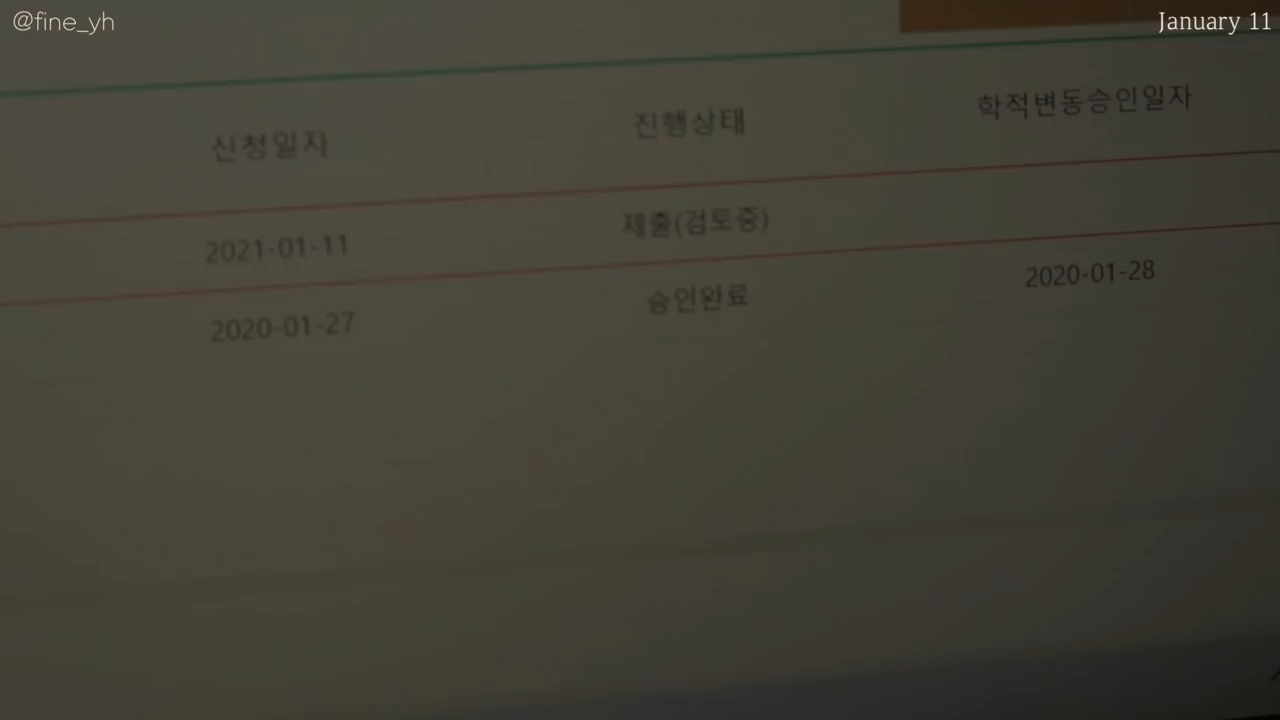 @fine_yh
January 11
신청일자 진행상태 학적변동승인일자
2021-01-11 제출(검토중)
2020-01-27 승인완료 2020-01-28